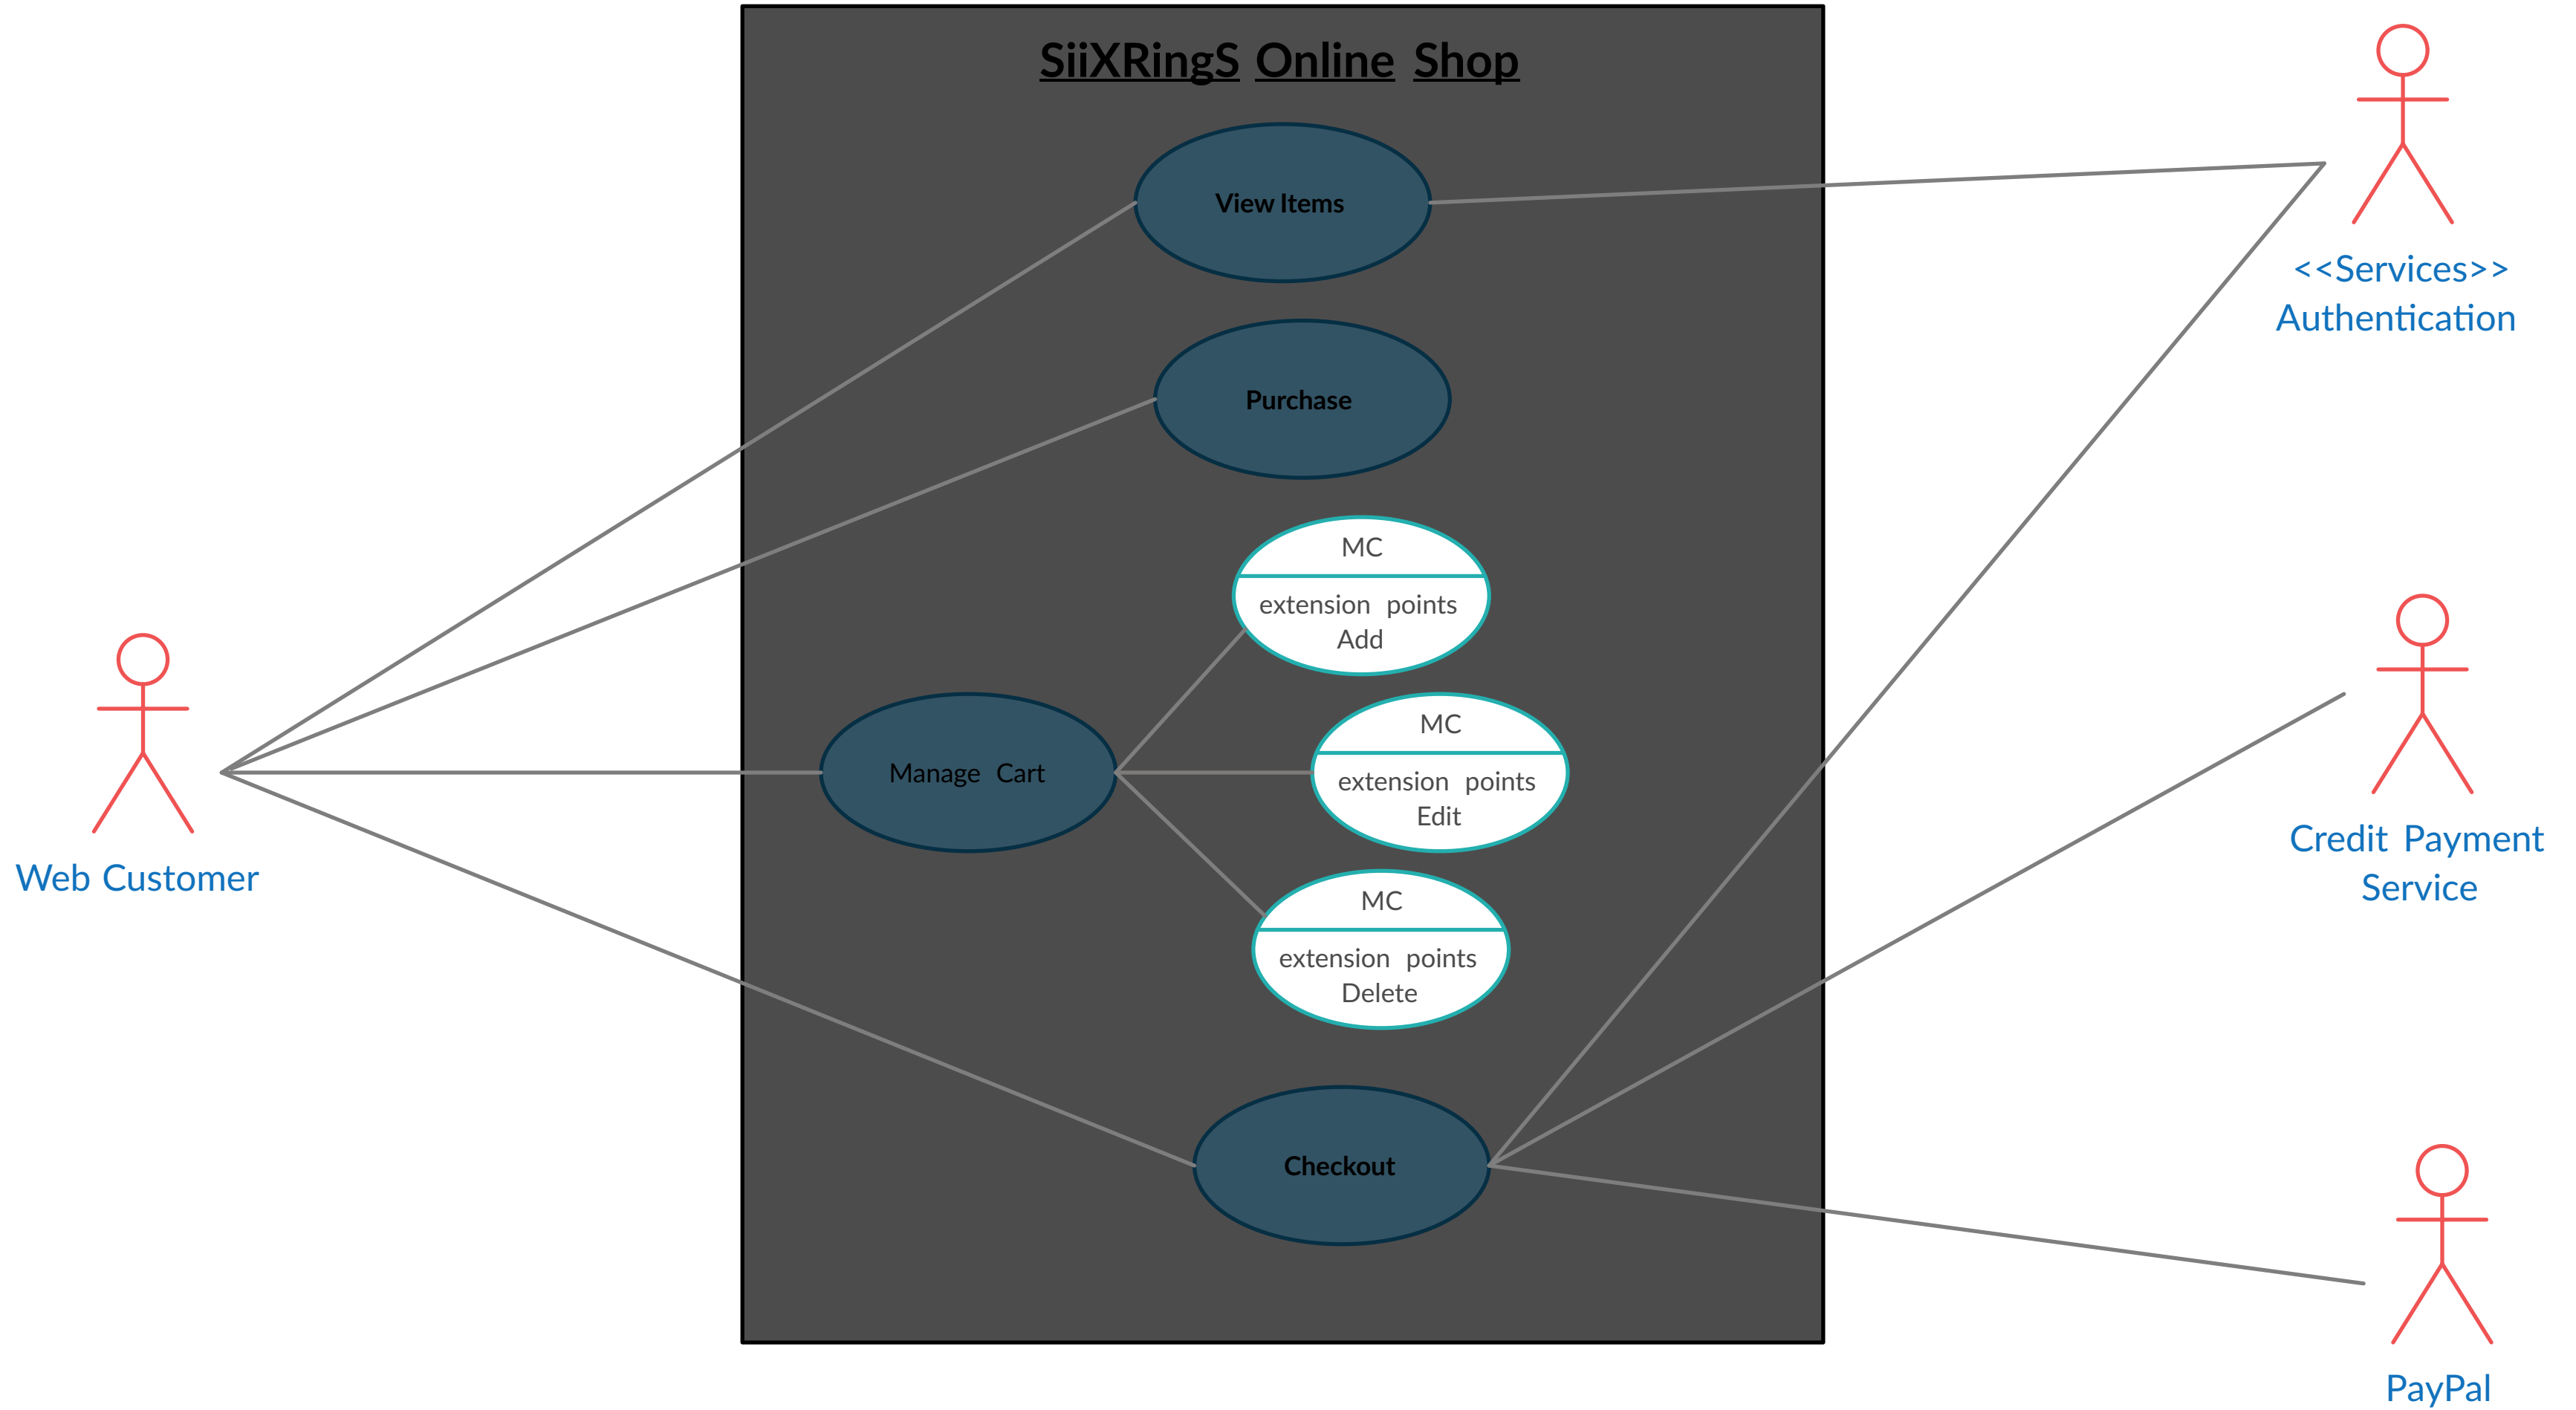 SiiXRingS Online Shop
View Items
<<Services>>
Authentication
Purchase
MC
extension points
Add
MC
extension points
Edit
Manage Cart
Web Customer
Credit Payment
Service
MC
extension points
Delete
Checkout
PayPal